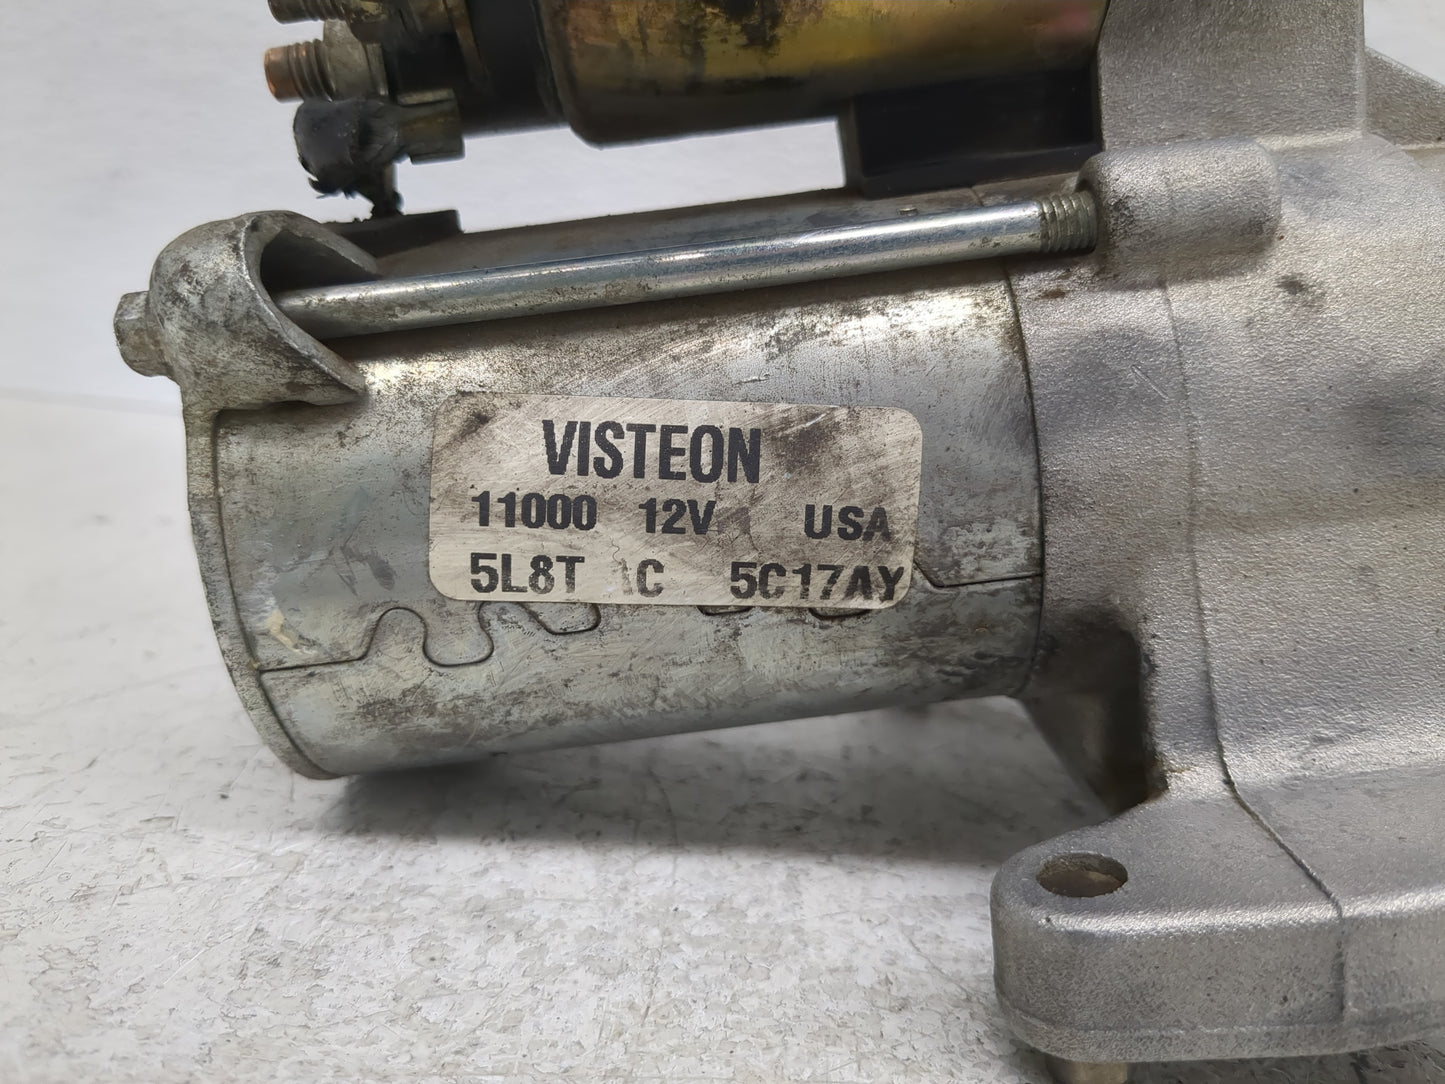 VISTEON
11000 12V USA
5L8T C 5C17AY